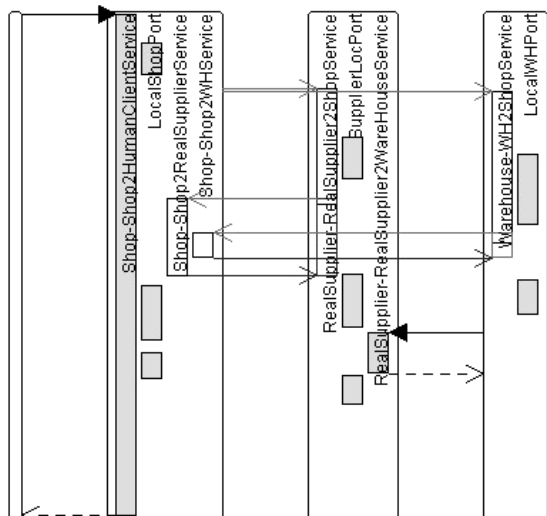 Shop-Shop2HumanClientService
LocalShopPort
Shop-Shop2RealSupplierService
Shop-Shop2WHService
RealSupplier-RealSupplier2ShopService
SupplierLocPort
RealSupplier-RealSupplier2WareHouseService
Warehouse-WH2ShopService
LocalWHPort